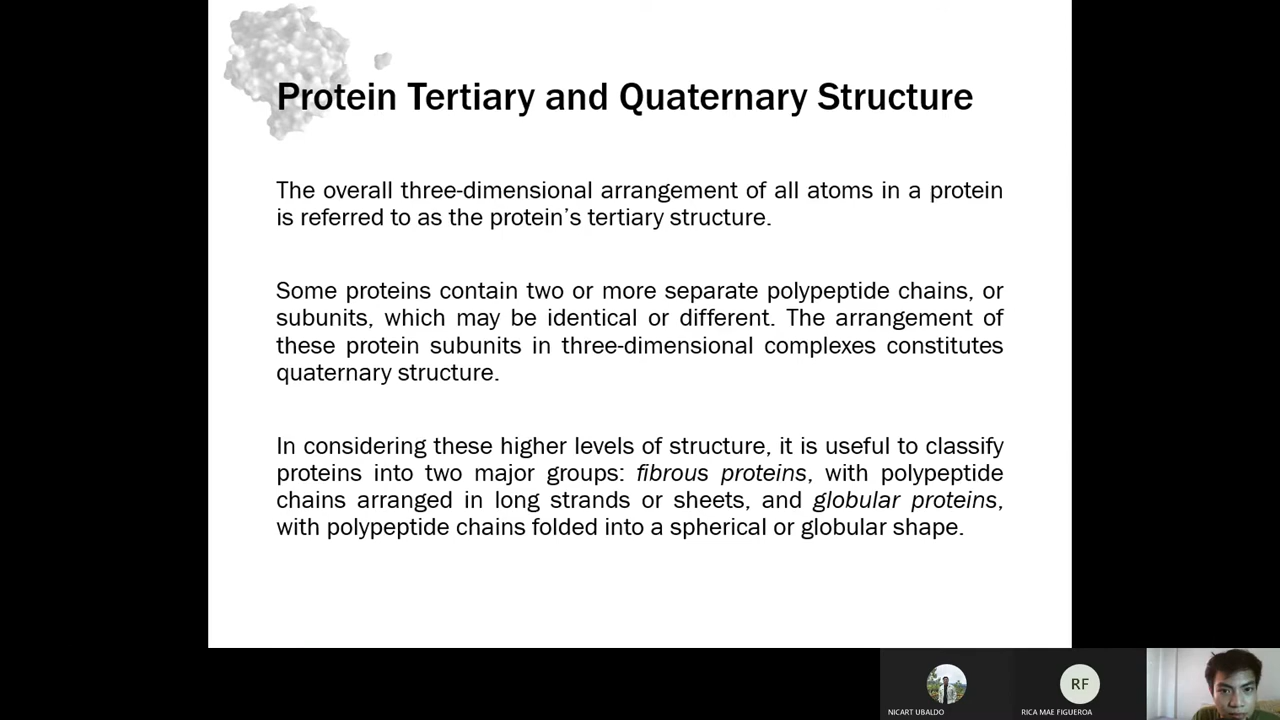 Protein Tertiary and Quaternary Structure
The overall three-dimensional arrangement of all atoms in a protein
is referred to as the protein’s tertiary structure.
Some proteins contain two or more separate polypeptide chains, or
subunits, which may be identical or different. The arrangement of
these protein subunits in three-dimensional complexes constitutes
quaternary structure.
In considering these higher levels of structure, it is useful to classify
proteins into two major groups: fibrous proteins, with polypeptide
chains arranged in long strands or sheets, and globular proteins,
with polypeptide chains folded into a spherical or globular shape.
RF
NICART UBALDO
RICA MAE FIGUEROA